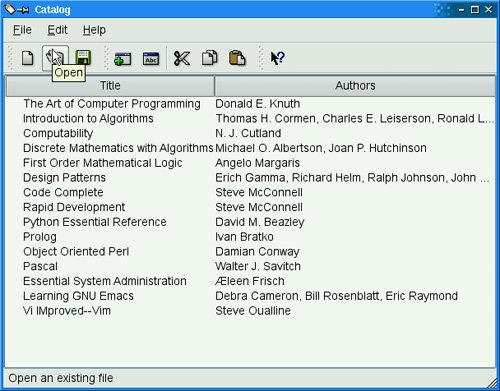 Catalog
File Edit Help
Abc
Open
Title Authors
The Art of Computer Programming Donald E. Knuth
Introduction to Algorithms Thomas H. Cormen, Charles E. Leiserson, Ronald L...
Computability N. J. Cutland
Discrete Mathematics with Algorithms Michael O. Albertson, Joan P. Hutchinson
First Order Mathematical Logic Angelo Margaris
Design Patterns Erich Gamma, Richard Helm, Ralph Johnson, John ...
Code Complete Steve McConnell
Rapid Development Steve McConnell
Python Essential Reference David M. Beazley
Prolog Ivan Bratko
Object Oriented Perl Damian Conway
Pascal Walter J. Savitch
Essential System Administration Æleen Frisch
Learning GNU Emacs Debra Cameron, Bill Rosenblatt, Eric Raymond
Vi IMproved--Vim Steve Oualline
Open an existing file